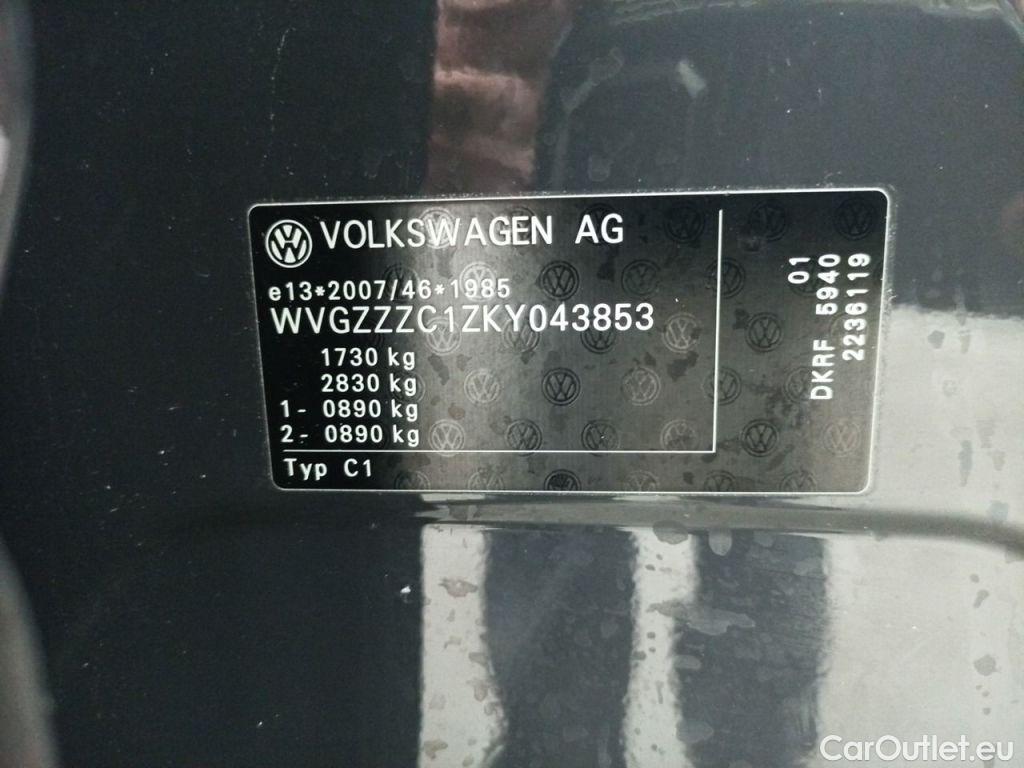 VOLKSWAGEN AG
e13*2007/46*1985
WVGZZZC1ZKY043853
1730 kg
2830 kg
1- 0890 kg
2- 0890 kg
Typ C1
01
DKRF 5940
2236119
CarOutlet.eu